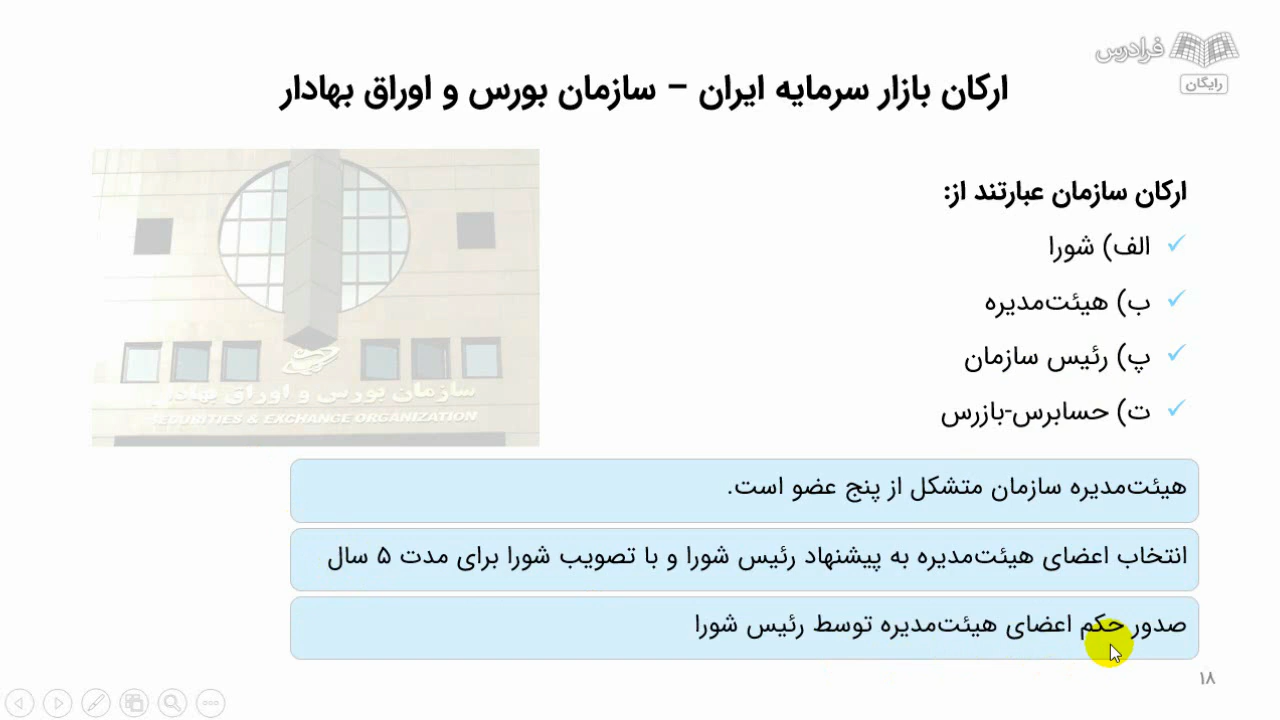 فرادرس
رایگان
ارکان بازار سرمایه ایران – سازمان بورس و اوراق بهادار
ارکان سازمان عبارتند از:
الف) شورا
ب) هیئت‌مدیره
پ) رئیس سازمان
ت) حسابرس-بازرس
سازمان بورس و اوراق بهادار
SECURITIES & EXCHANGE ORGANIZATION
هیئت‌مدیره سازمان متشکل از پنج عضو است.
انتخاب اعضای هیئت‌مدیره به پیشنهاد رئیس شورا و با تصویب شورا برای مدت ۵ سال
صدور حکم اعضای هیئت‌مدیره توسط رئیس شورا
۱۸